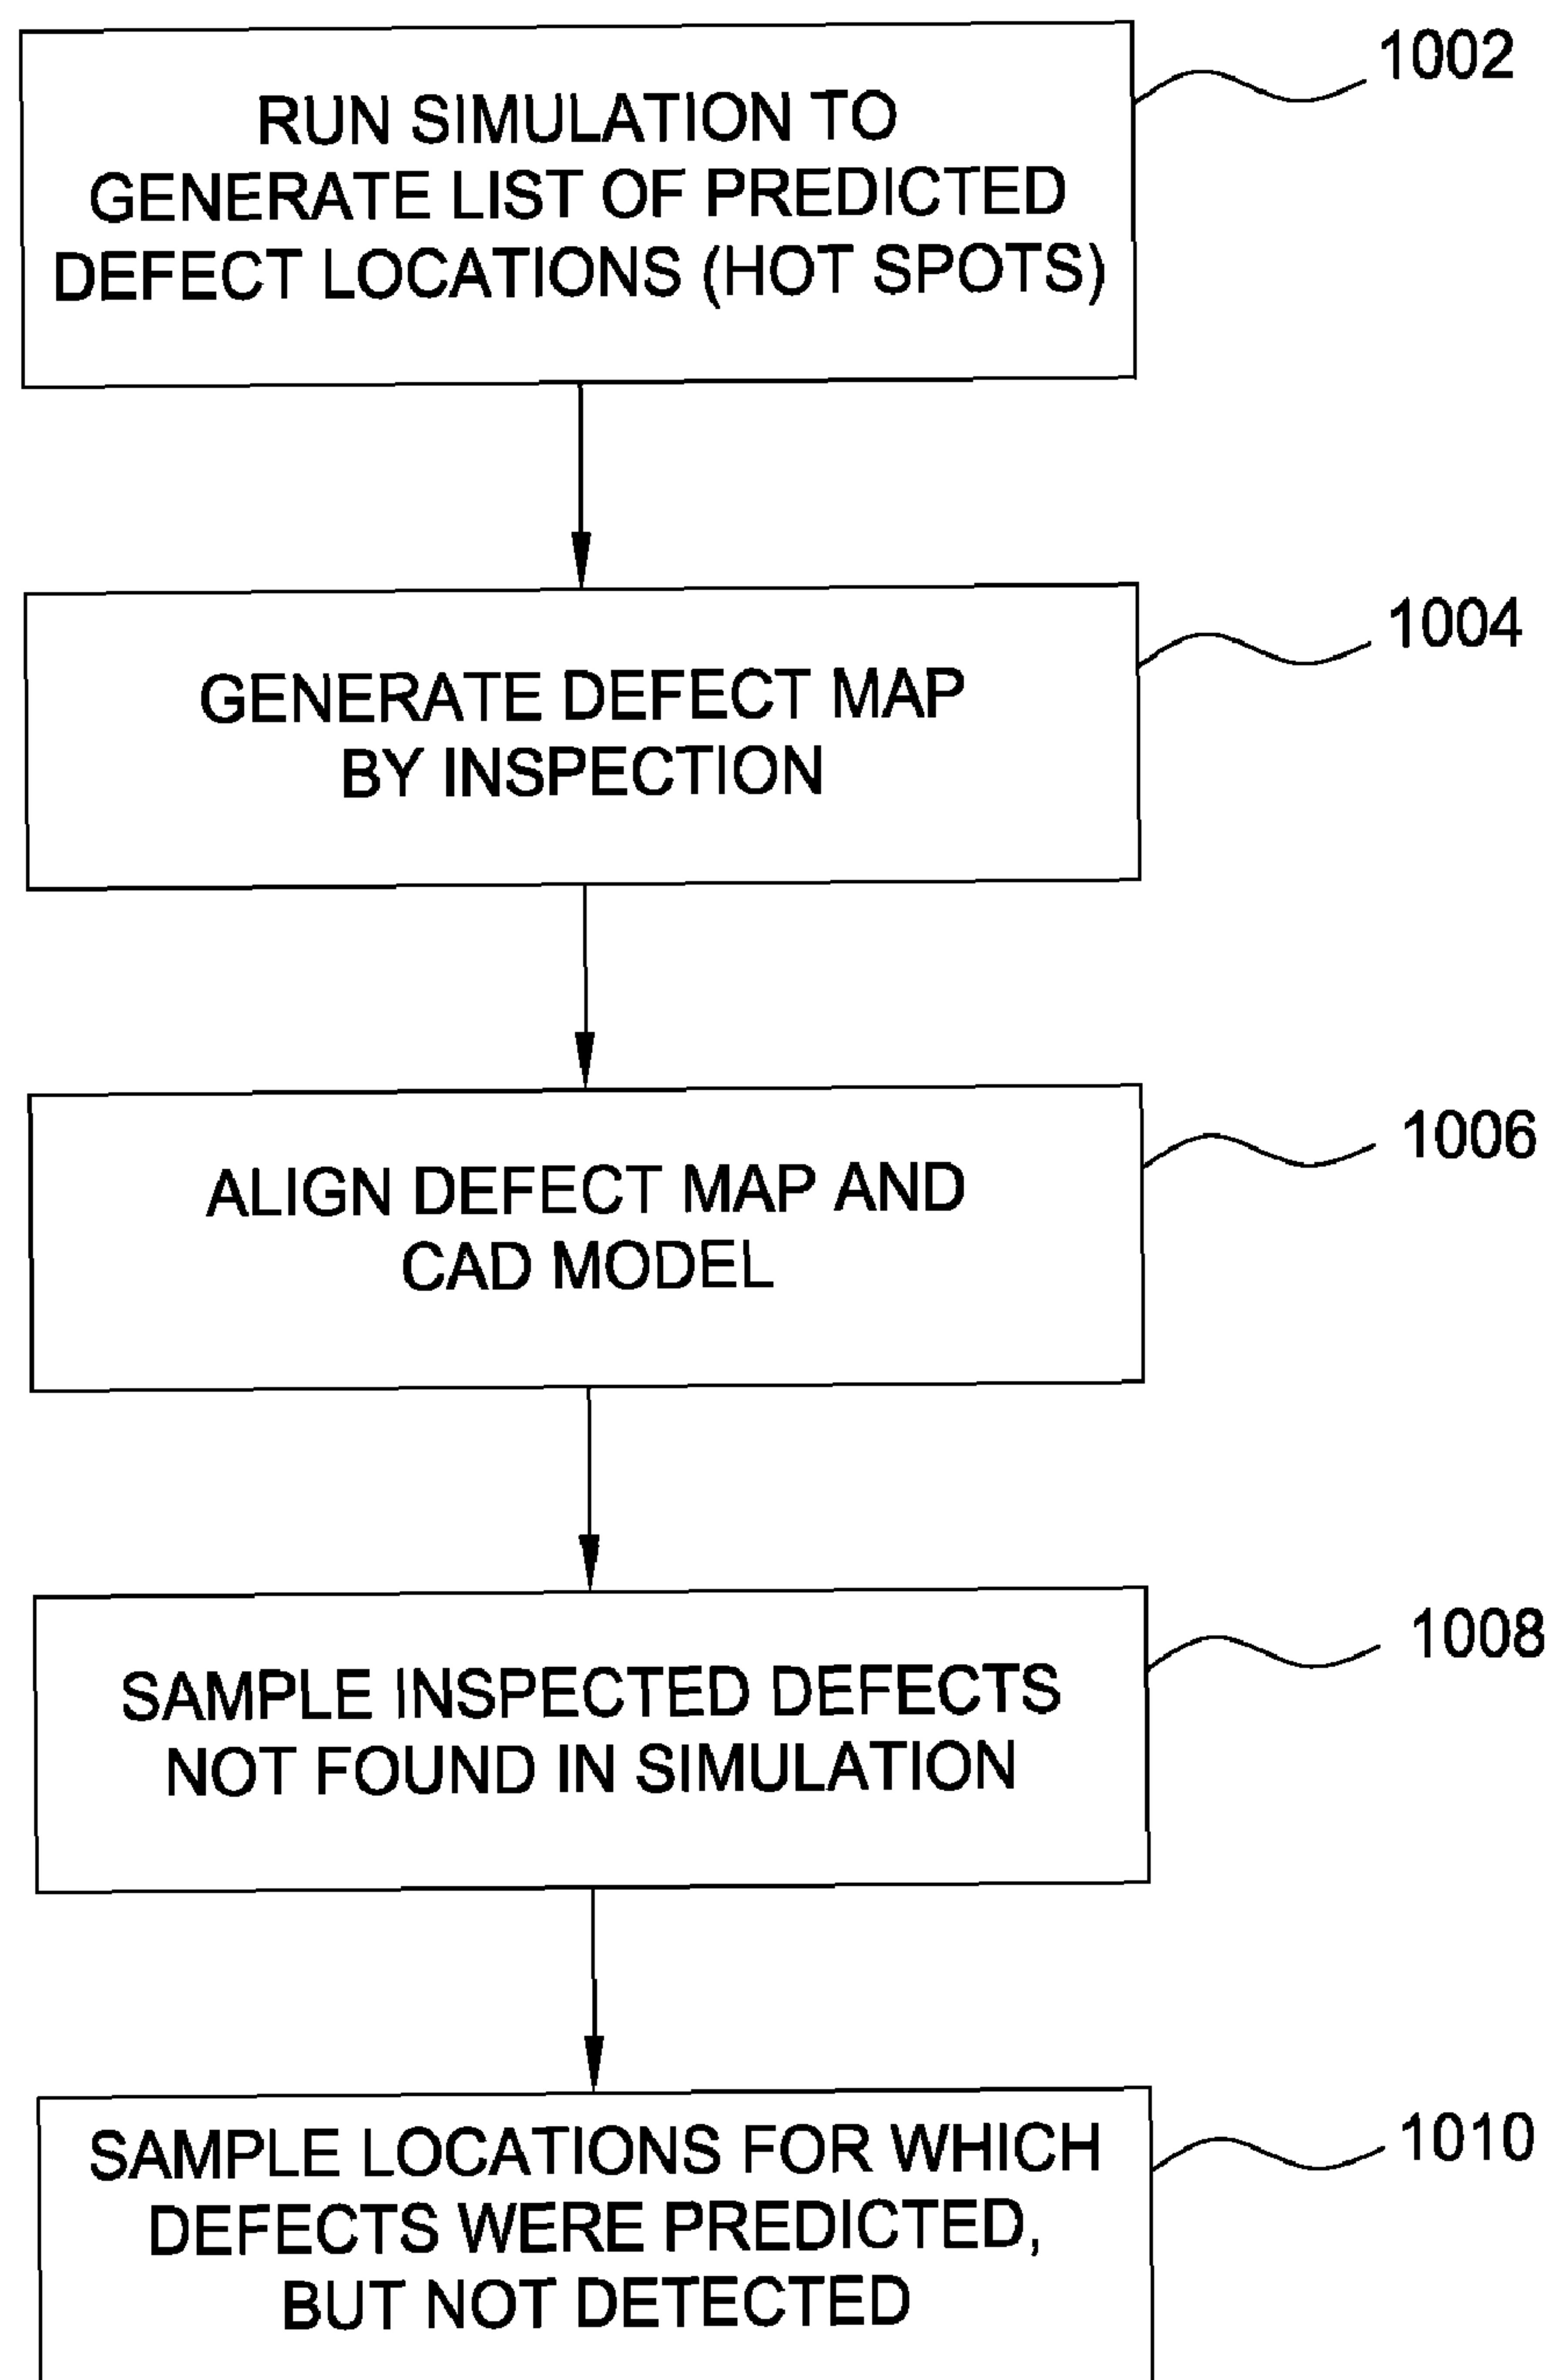 RUN SIMULATION TO
GENERATE LIST OF PREDICTED
DEFECT LOCATIONS (HOT SPOTS)
1002
GENERATE DEFECT MAP
BY INSPECTION
1004
ALIGN DEFECT MAP AND
CAD MODEL
1006
SAMPLE INSPECTED DEFECTS
NOT FOUND IN SIMULATION
1008
SAMPLE LOCATIONS FOR WHICH
DEFECTS WERE PREDICTED,
BUT NOT DETECTED
1010